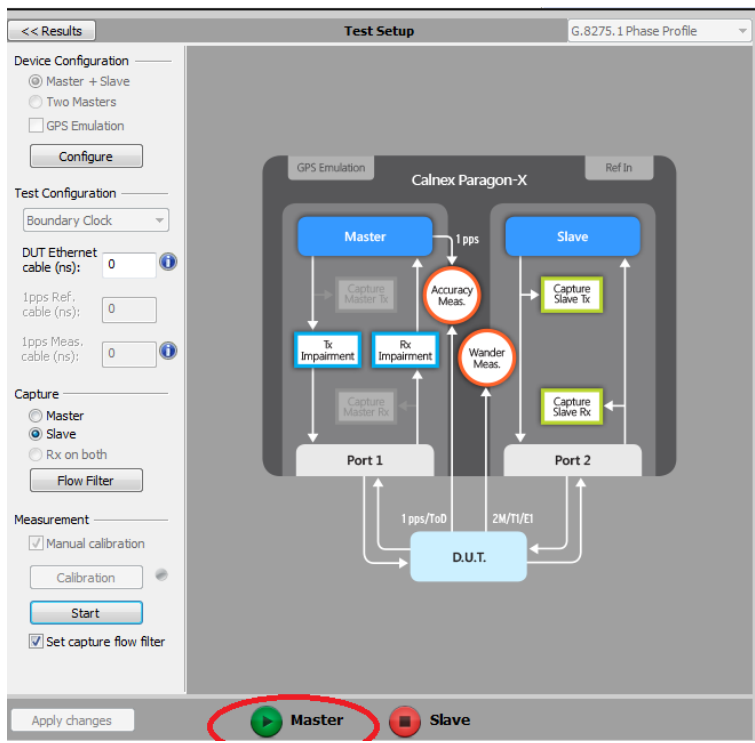 << Results
Test Setup
G.8275.1 Phase Profile
Device Configuration
Master + Slave
Two Masters
GPS Emulation
Configure
Test Configuration
Boundary Clock
DUT Ethernet
cable (ns):
0
1pps Ref.
cable (ns):
0
1pps Meas.
cable (ns):
0
Capture
Master
Slave
Rx on both
Flow Filter
Measurement
Manual calibration
Calibration
Start
Set capture flow filter
GPS Emulation
Calnex Paragon-X
Ref In
Master
1 pps
Slave
Capture
Master Tx
Accuracy
Meas.
Capture
Slave Tx
Tx
Impairment
Rx
Impairment
Wander
Meas.
Capture
Master Rx
Capture
Slave Rx
Port 1
Port 2
1 pps/ToD
2M/T1/E1
D.U.T.
Apply changes
Master
Slave